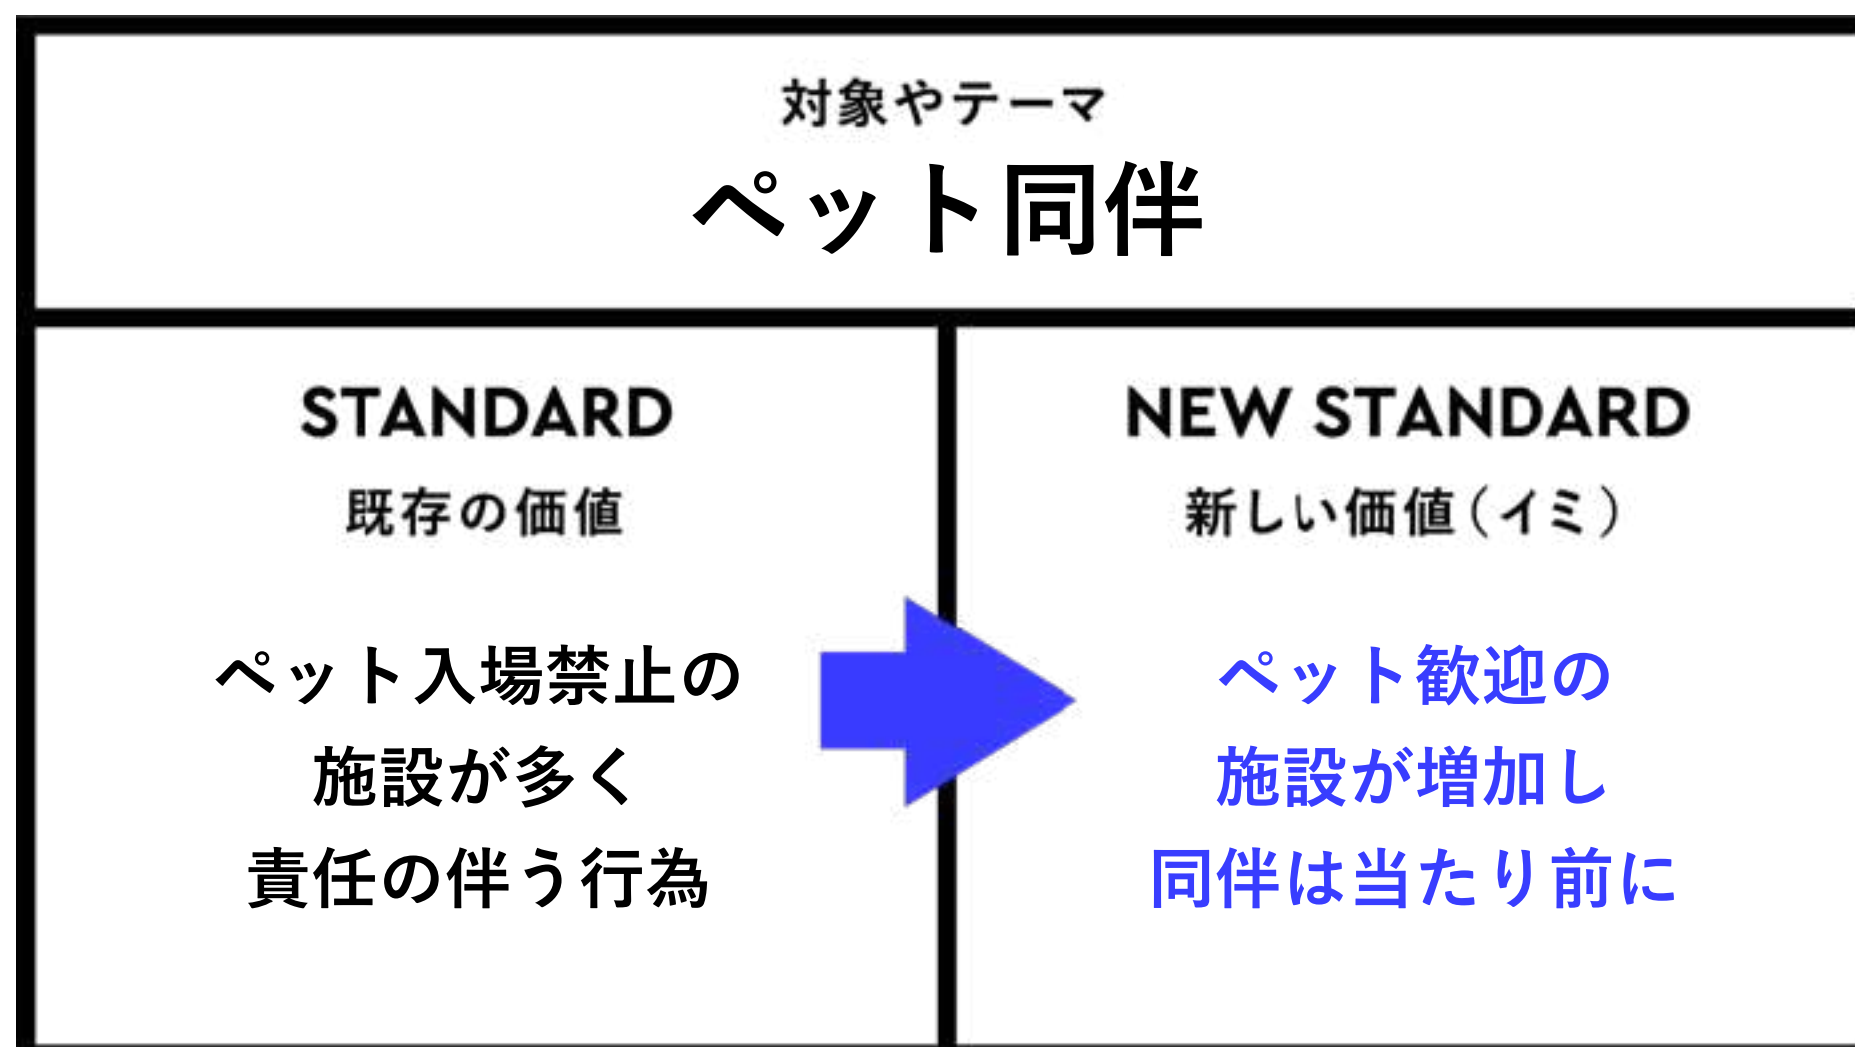 対象やテーマ
ペット同伴
STANDARD
既存の価値
ペット入場禁止の
施設が多く
責任の伴う行為
NEW STANDARD
新しい価値(イミ)
ペット歓迎の
施設が増加し
同伴は当たり前に